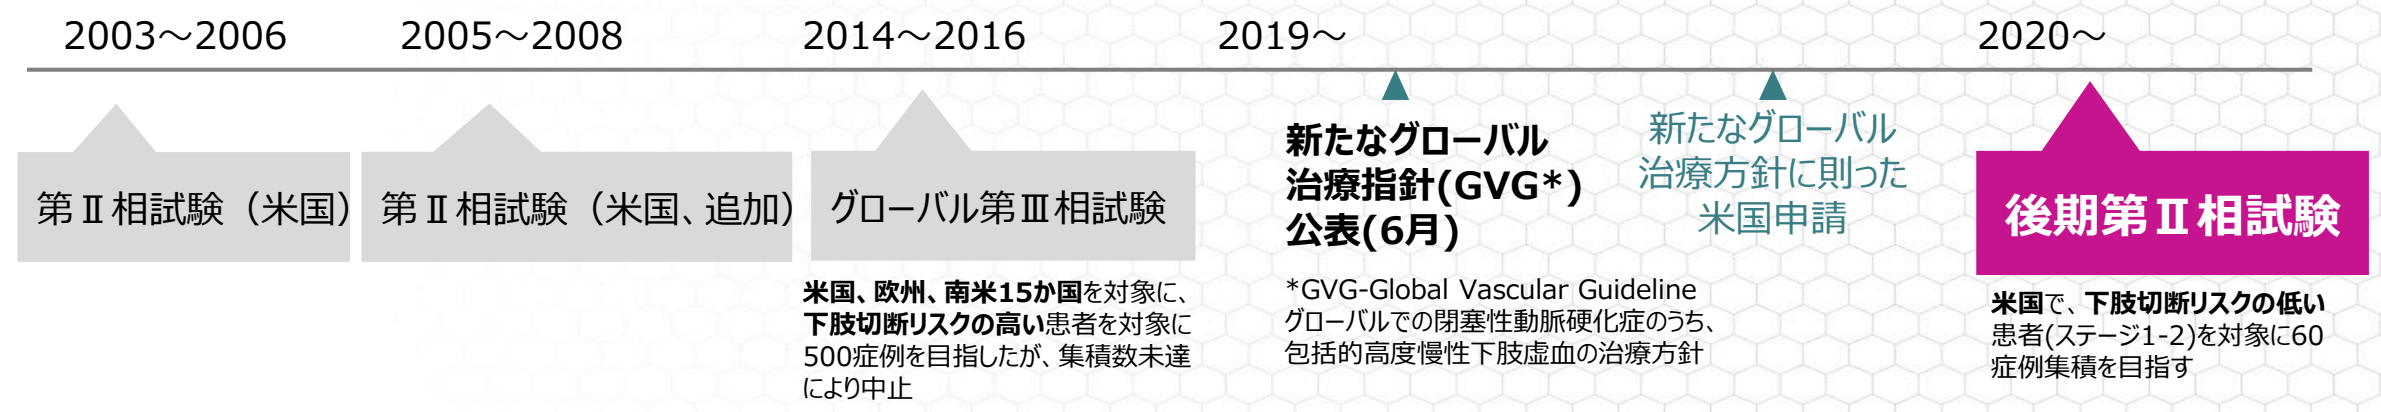 2003～2006
2005～2008
2014～2016
2019～
2020～
第Ⅱ相試験（米国）
第Ⅱ相試験（米国、追加）
グローバル第Ⅲ相試験
米国、欧州、南米15か国を対象に、
下肢切断リスクの高い患者を対象に
500症例を目指したが、集積数未達
により中止
新たなグローバル
治療指針(GVG*)
公表(6月)
*GVG-Global Vascular Guideline
グローバルでの閉塞性動脈硬化症のうち、
包括的高度慢性下肢虚血の治療方針
新たなグローバル
治療方針に則った
米国申請
後期第Ⅱ相試験
米国で、下肢切断リスクの低い
患者(ステージ1-2)を対象に60
症例集積を目指す